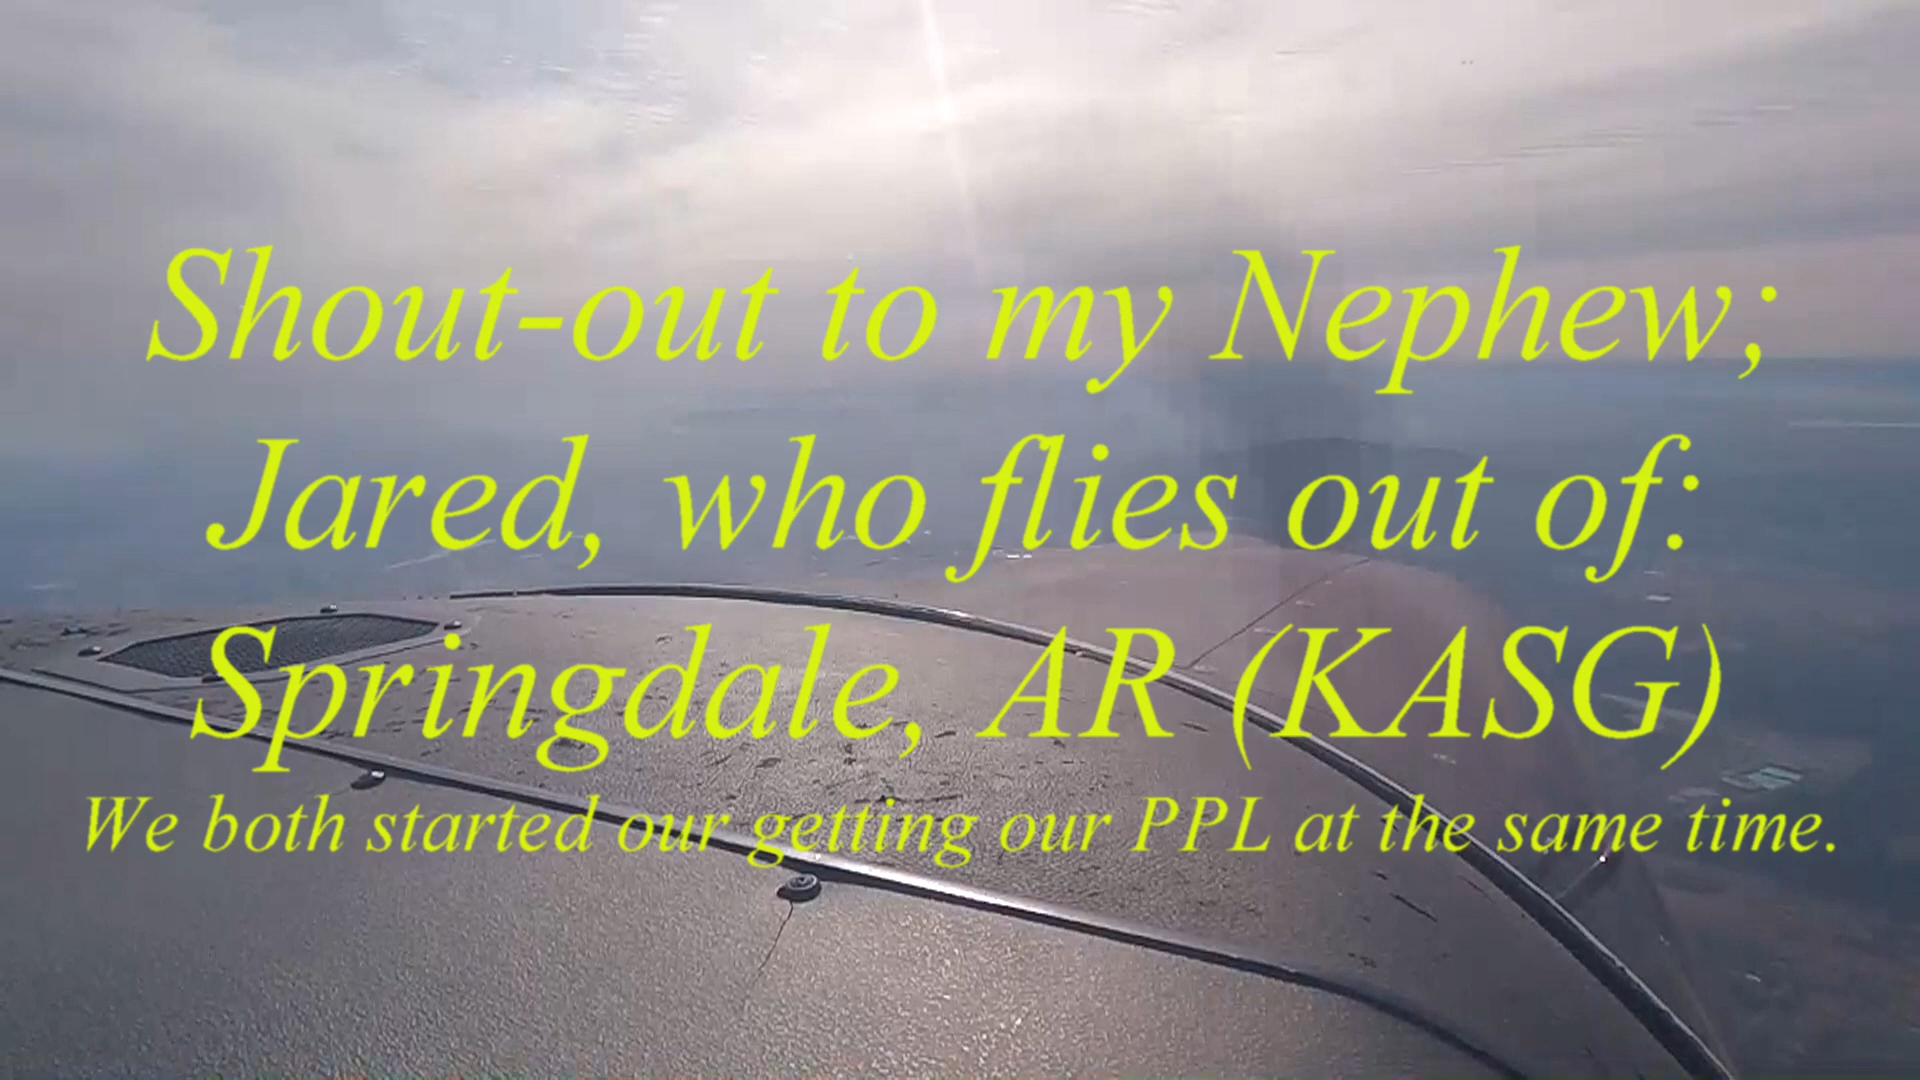 Shout-out to my Nephew;
Jared, who flies out of:
Springdale, AR (KASG)
We both started our getting our PPL at the same time.